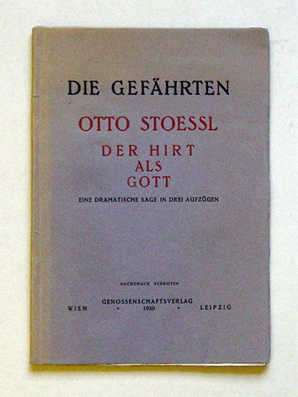 DIE GEFÄHRTEN
OTTO STOESSL
DER HIRT
ALS
GOTT
EINE DRAMATISCHE SAGE IN DREI AUFZÜGEN
NACHDRUCK VERBOTEN
GENOSSENSCHAFTSVERLAG
WIEN • 1920 • LEIPZIG